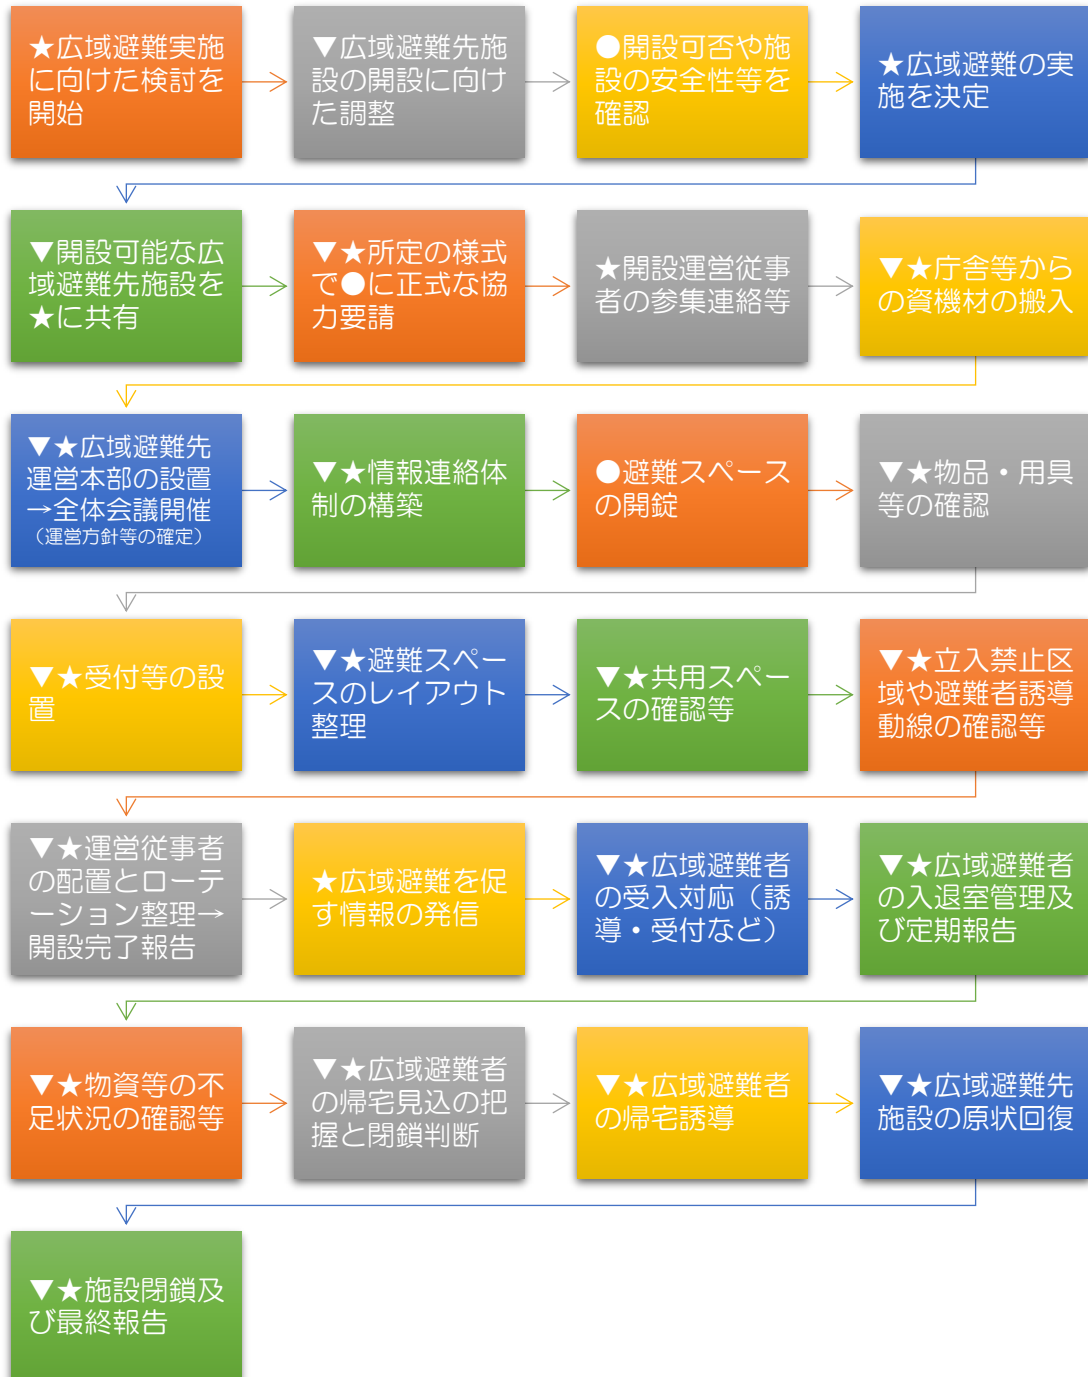 ★広域避難実施
に向けた検討を
開始
▼広域避難先施
設の開設に向け
た調整
●開設可否や施
設の安全性等を
確認
★広域避難の実
施を決定
▼開設可能な広
域避難先施設を
★に共有
▼★所定の様式
で●に正式な協
力要請
★開設運営従事
者の参集連絡等
▼★庁舎等から
の資機材の搬入
▼★広域避難先
運営本部の設置
→全体会議開催
（運営方針等の確定）
▼★情報連絡体
制の構築
●避難スペース
の開錠
▼★物品・用具
等の確認
▼★受付等の設
置
▼★避難スペー
スのレイアウト
整理
▼★共用スペー
スの確認等
▼★立入禁止区
域や避難者誘導
動線の確認等
▼★運営従事者
の配置とローテ
ーション整理→
開設完了報告
★広域避難を促
す情報の発信
▼★広域避難者
の受入対応（誘
導・受付など）
▼★広域避難者
の入退室管理及
び定期報告
▼★物資等の不
足状況の確認等
▼★広域避難者
の帰宅見込の把
握と閉鎖判断
▼★広域避難者
の帰宅誘導
▼★広域避難先
施設の原状回復
▼★施設閉鎖及
び最終報告